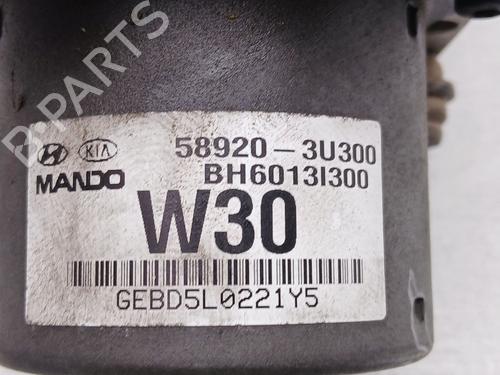 B-PARTS
KIA 58920-3U300
MANDO BH6013I300
W30
GEBD5L0221Y5